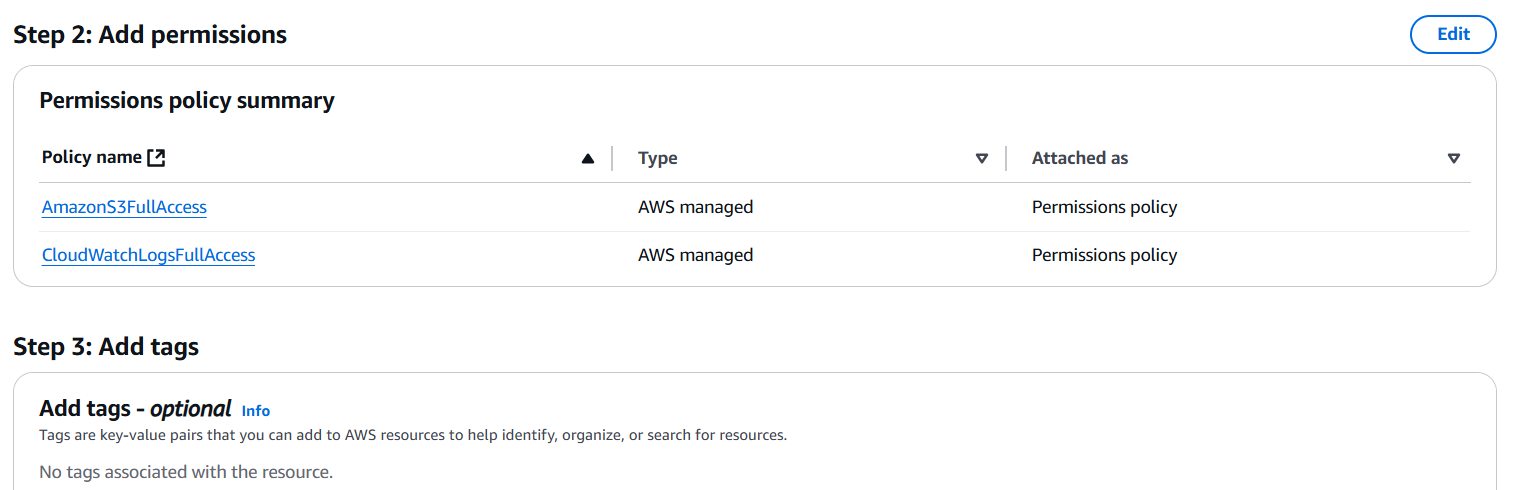 Step 2: Add permissions
Edit
Permissions policy summary
Policy name Type Attached as
AmazonS3FullAccess AWS managed Permissions policy
CloudWatchLogsFullAccess AWS managed Permissions policy
Step 3: Add tags
Add tags - optional Info
Tags are key-value pairs that you can add to AWS resources to help identify, organize, or search for resources.
No tags associated with the resource.